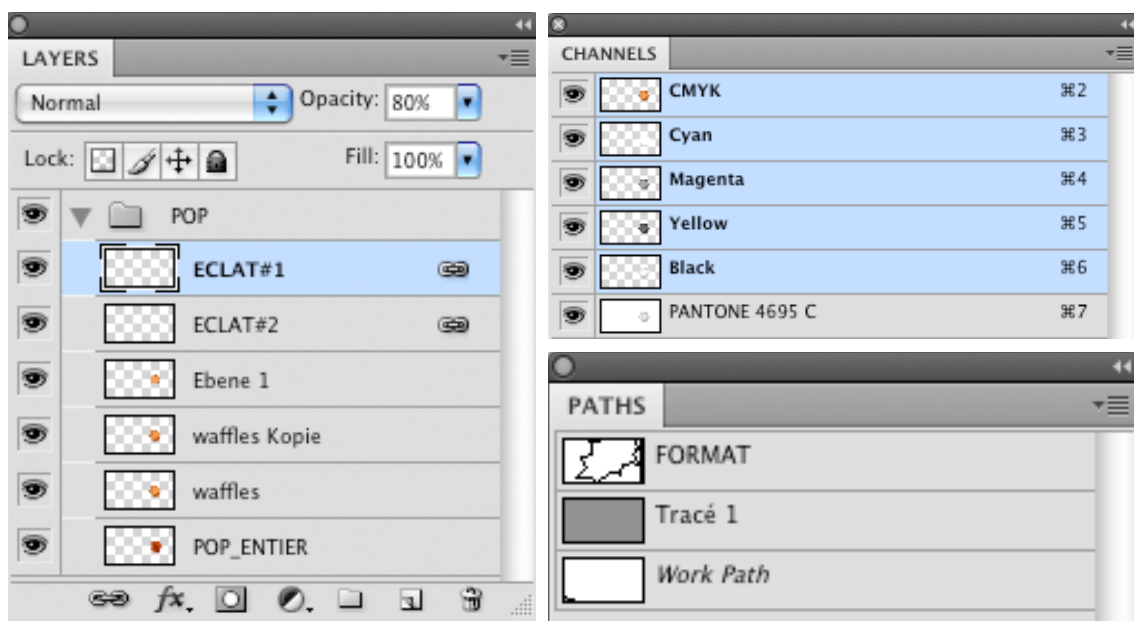 LAYERS
Normal Opacity: 80%
Lock: Fill: 100%
POP
ECLAT#1
ECLAT#2
Ebene 1
waffles Kopie
waffles
POP_ENTIER
fx.
CHANNELS
CMYK ⌘2
Cyan ⌘3
Magenta ⌘4
Yellow ⌘5
Black ⌘6
PANTONE 4695 C ⌘7
PATHS
FORMAT
Tracé 1
Work Path